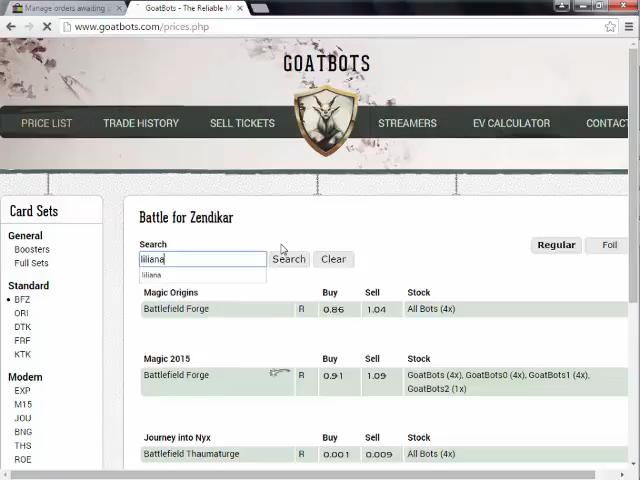 Manage orders awaiting
GoatBots - The Reliable M
www.goatbots.com/prices.php
GOATBOTS
PRICE LIST TRADE HISTORY SELL TICKETS STREAMERS EV CALCULATOR CONTACT
Card Sets
General
Boosters
Full Sets
Standard
BFZ
ORI
DTK
FRF
KTK
Modern
EXP
M15
JOU
BNG
THS
ROE
Battle for Zendikar
Search
liliana Search Clear
liliana
Regular Foil
Magic Origins Buy Sell Stock
Battlefield Forge R 0.86 1.04 All Bots (4x)
Magic 2015 Buy Sell Stock
Battlefield Forge R 0.91 1.09 GoatBots (4x), GoatBots0 (4x), GoatBots1 (4x),
GoatBots2 (1x)
Journey into Nyx Buy Sell Stock
Battlefield Thaumaturge R 0.001 0.009 All Bots (4x)